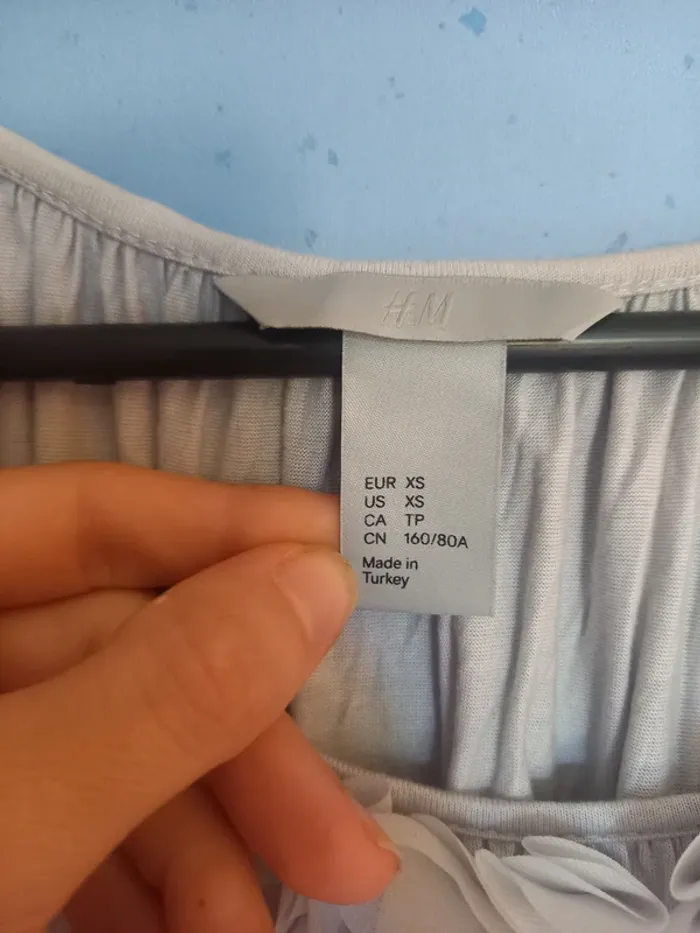 H&M
EUR XS
US XS
CA TP
CN 160/80A
Made in
Turkey